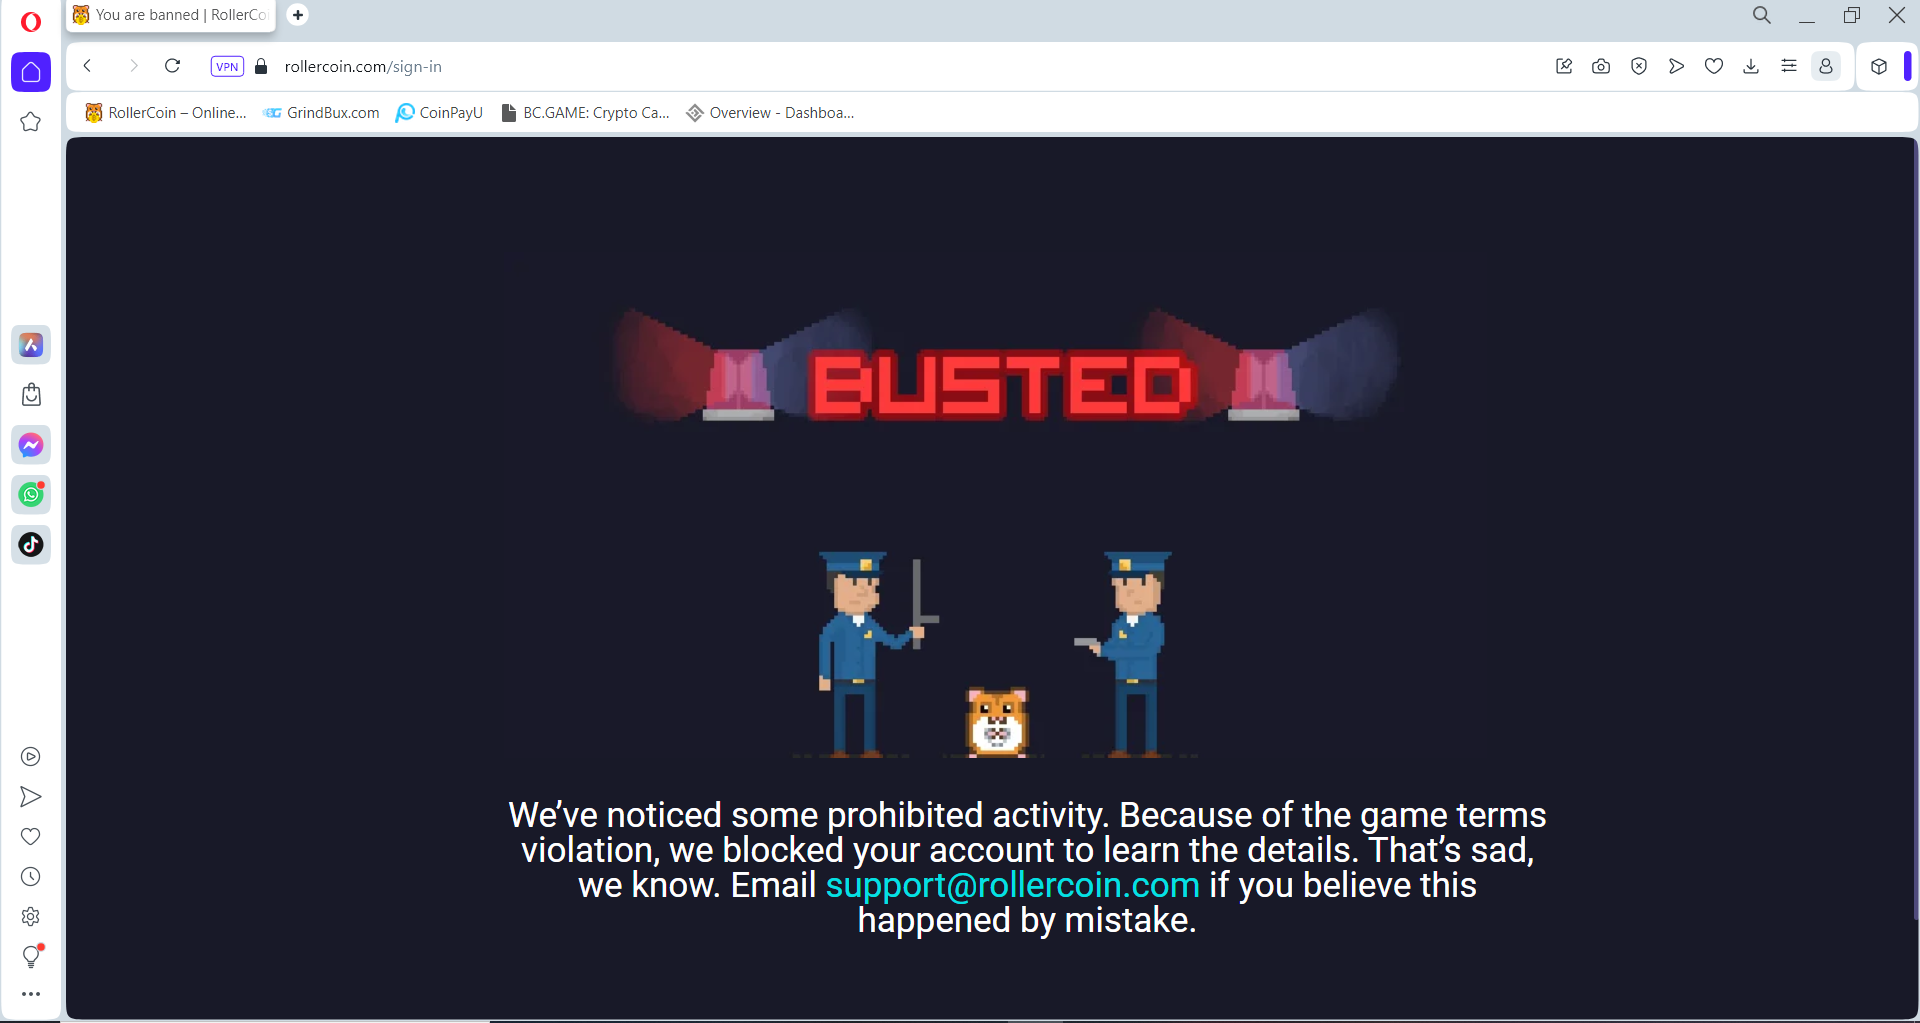 You are banned | RollerCo
VPN
rollercoin.com/sign-in
RollerCoin – Online...
GrindBux.com
CoinPayU
BC.GAME: Crypto Ca...
Overview - Dashboa...
BUSTED
We’ve noticed some prohibited activity. Because of the game terms
violation, we blocked your account to learn the details. That’s sad,
we know. Email support@rollercoin.com if you believe this
happened by mistake.